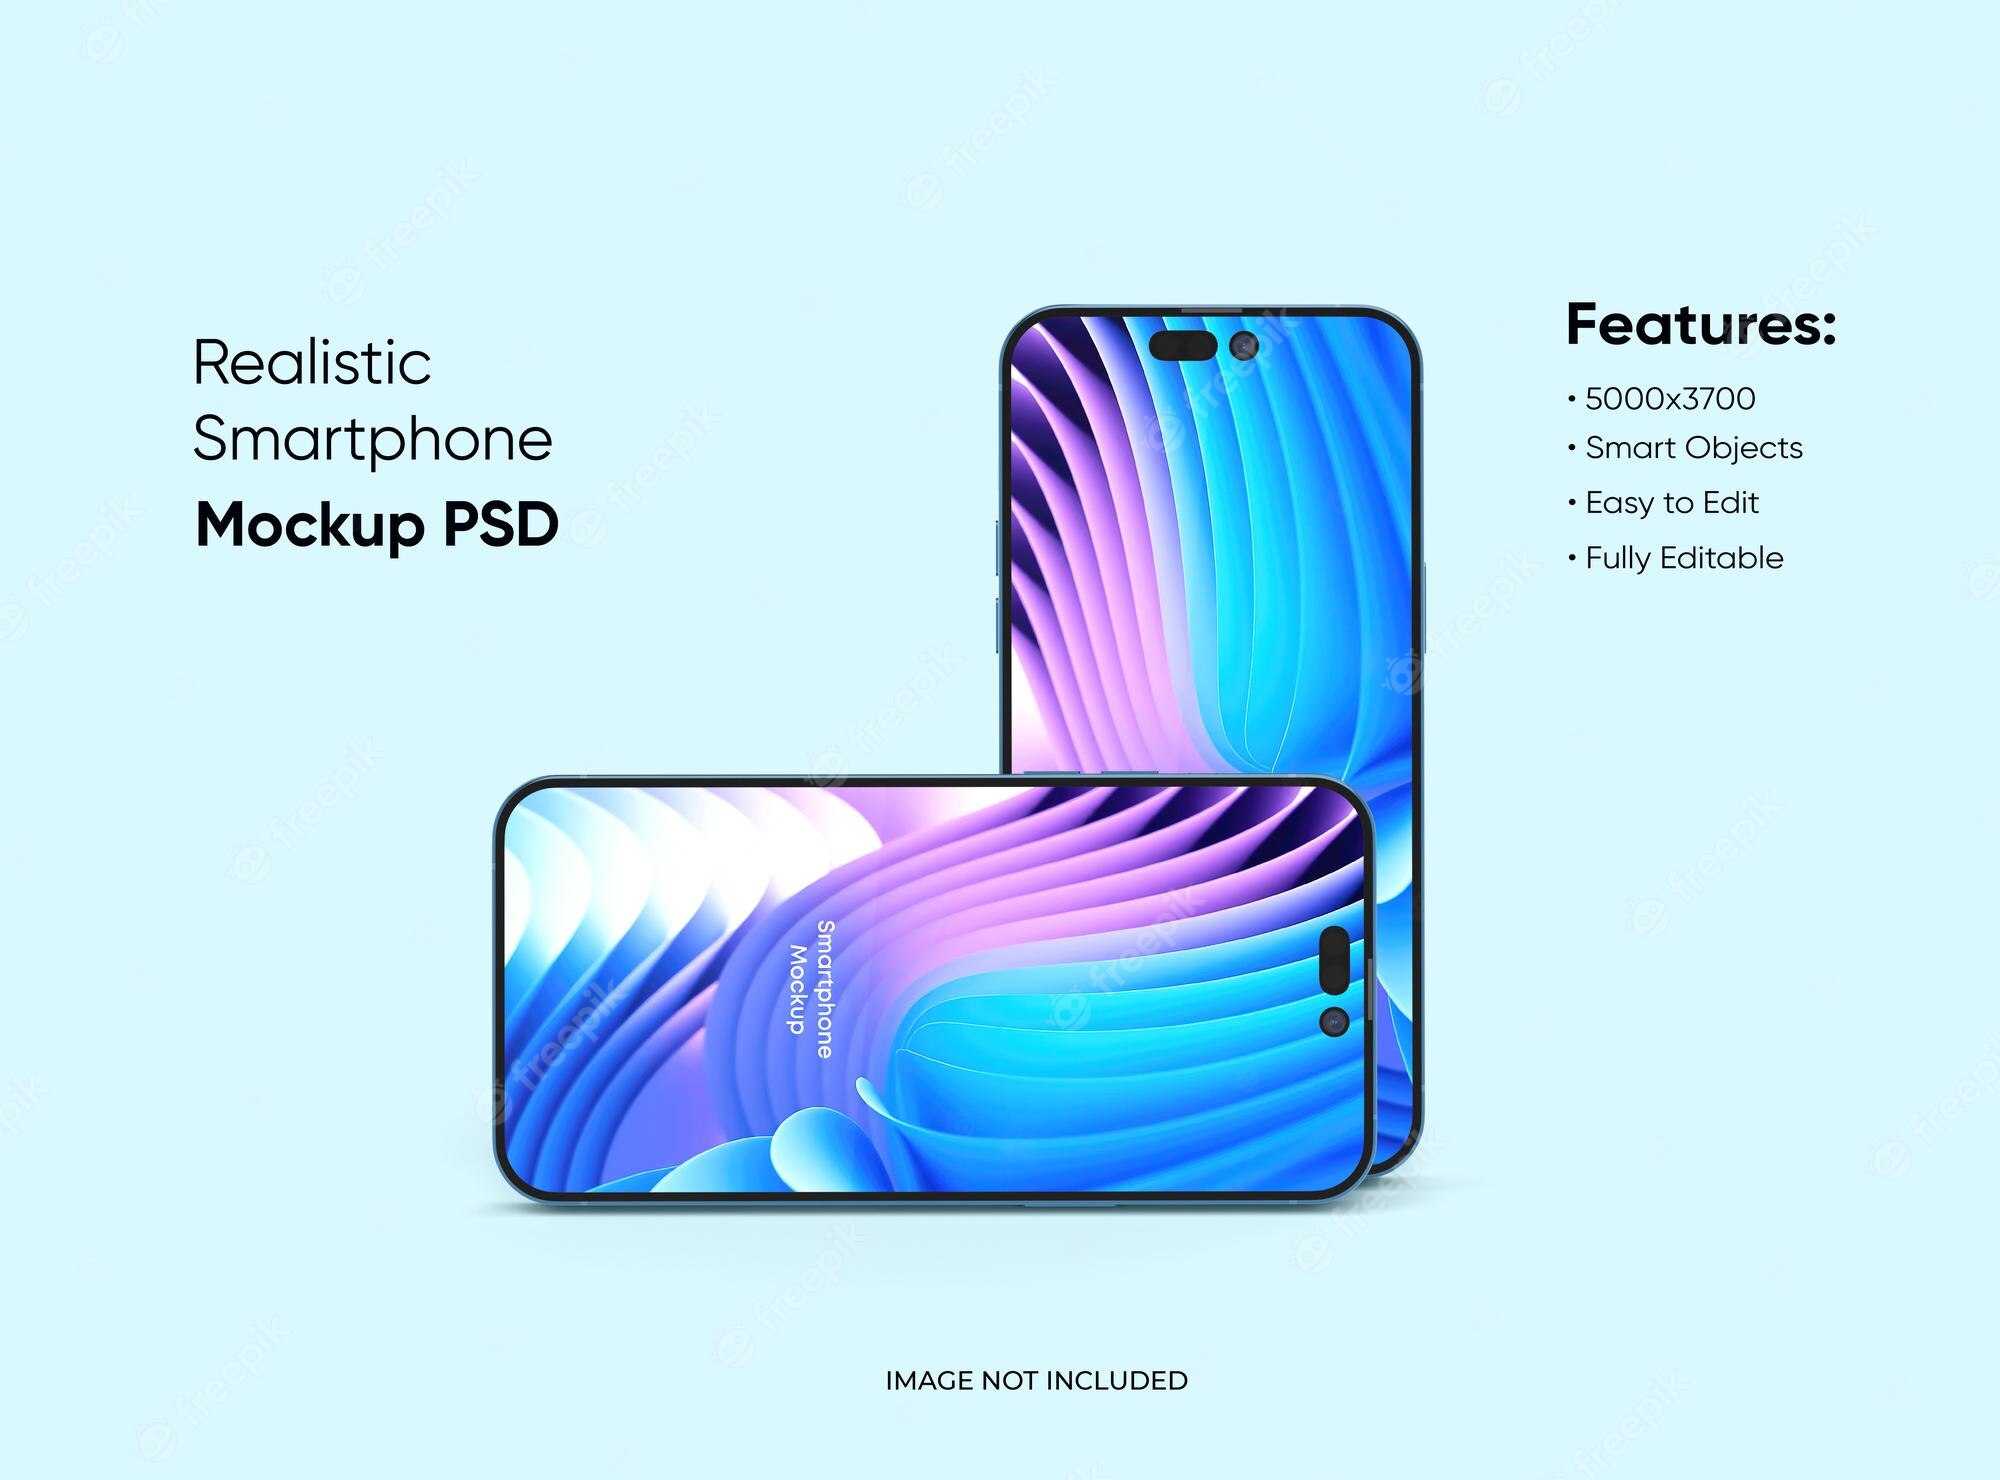 Realistic
Smartphone
Mockup PSD
Features:
• 5000x3700
• Smart Objects
• Easy to Edit
• Fully Editable
Smartphone
Mockup
IMAGE NOT INCLUDED
freepik